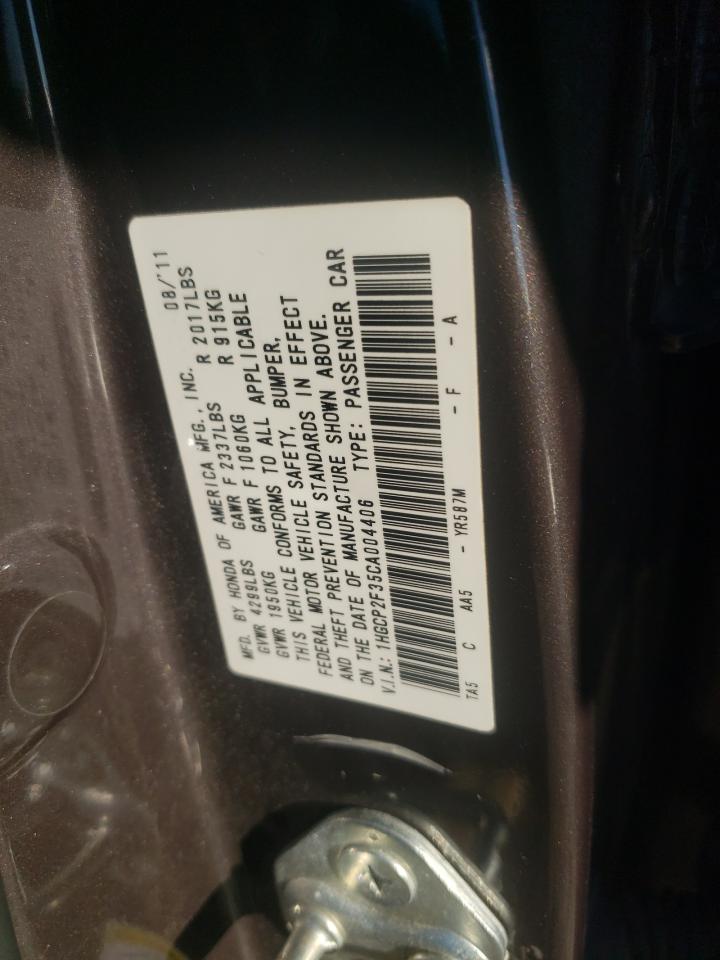 MFD. BY HONDA OF AMERICA MFG., INC. 08/'11
GVWR 4299LBS GAWR F 2337LBS R 2017LBS
GVWR 1950KG GAWR F 1060KG R 915KG
THIS VEHICLE CONFORMS TO ALL APPLICABLE
FEDERAL MOTOR VEHICLE SAFETY, BUMPER,
AND THEFT PREVENTION STANDARDS IN EFFECT
ON THE DATE OF MANUFACTURE SHOWN ABOVE.
V.I.N.: 1HGCP2F35CA004406 TYPE: PASSENGER CAR
TA5 C AA5 - YR587M - F - A